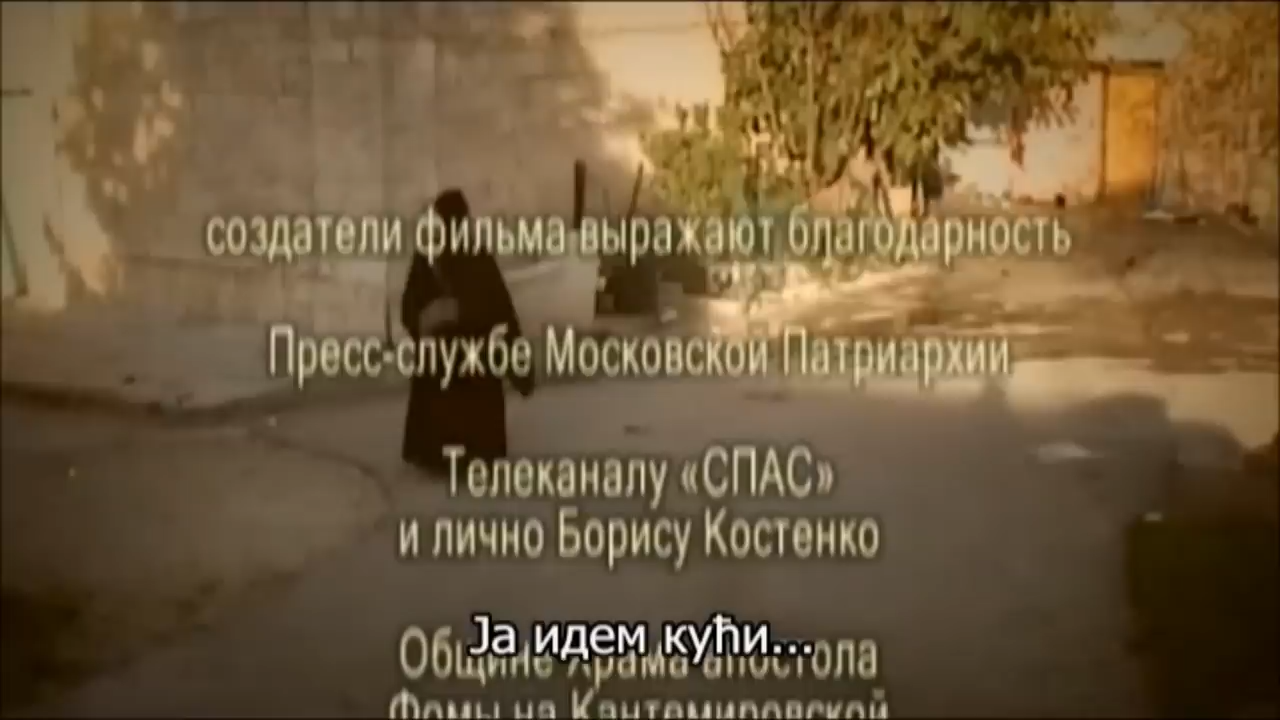 создатели фильма выражают благодарность
Пресс-службе Московской Патриархии
Телеканалу «СПАС»
и лично Борису Костенко
Ја идем кући...
Общине Храма апостола
Фомы на Кантемировской